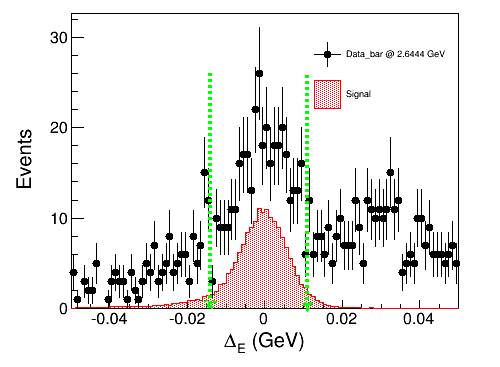 30
20
10
0
Events
Data_bar @ 2.6444 GeV
Signal
-0.04 -0.02 0 0.02 0.04
Δ_E (GeV)